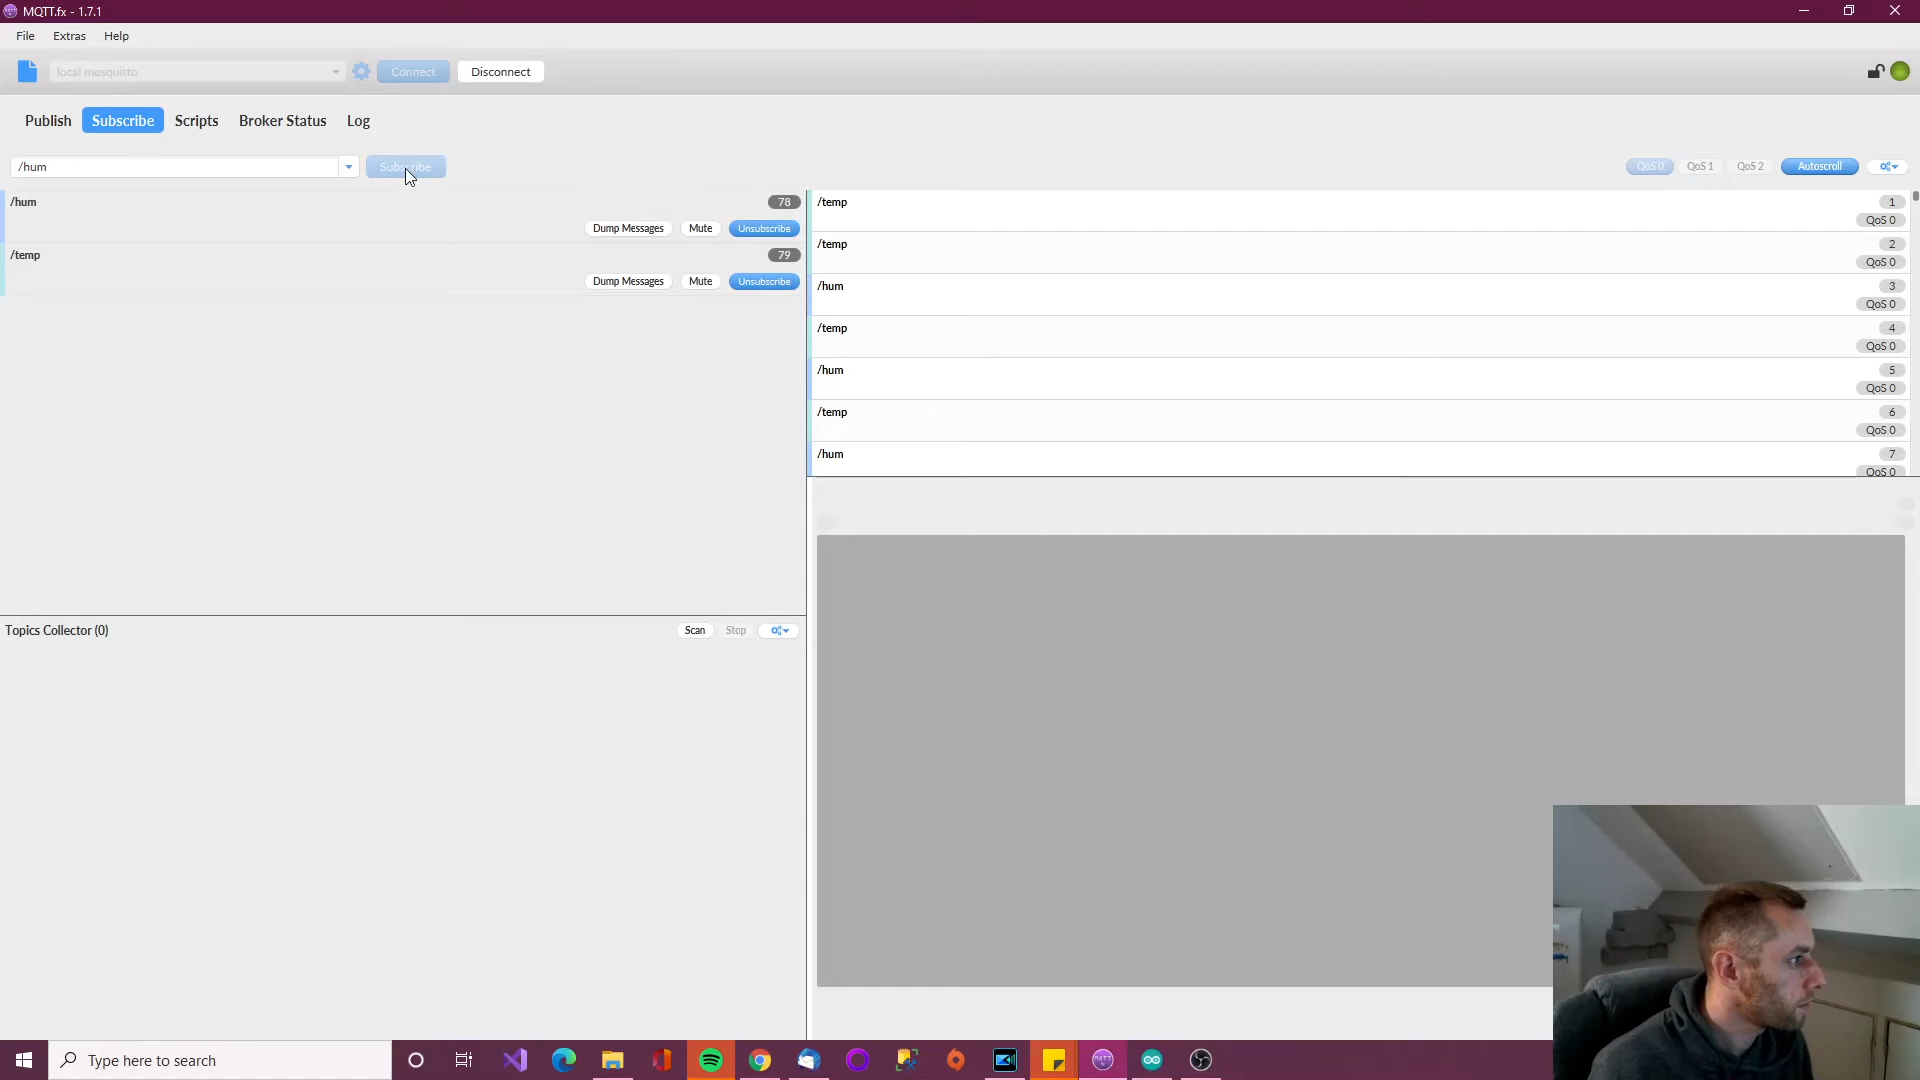 MQTT.fx - 1.7.1
File Extras Help
local mosquitto Connect Disconnect
Publish Subscribe Scripts Broker Status Log
/hum Subscribe QoS 0 QoS 1 QoS 2 Autoscroll
/hum 78
Dump Messages Mute Unsubscribe
/temp 79
Dump Messages Mute Unsubscribe
/temp 1
QoS 0
/temp 2
QoS 0
/hum 3
QoS 0
/temp 4
QoS 0
/hum 5
QoS 0
/temp 6
QoS 0
/hum 7
QoS 0
Topics Collector (0) Scan Stop
Type here to search